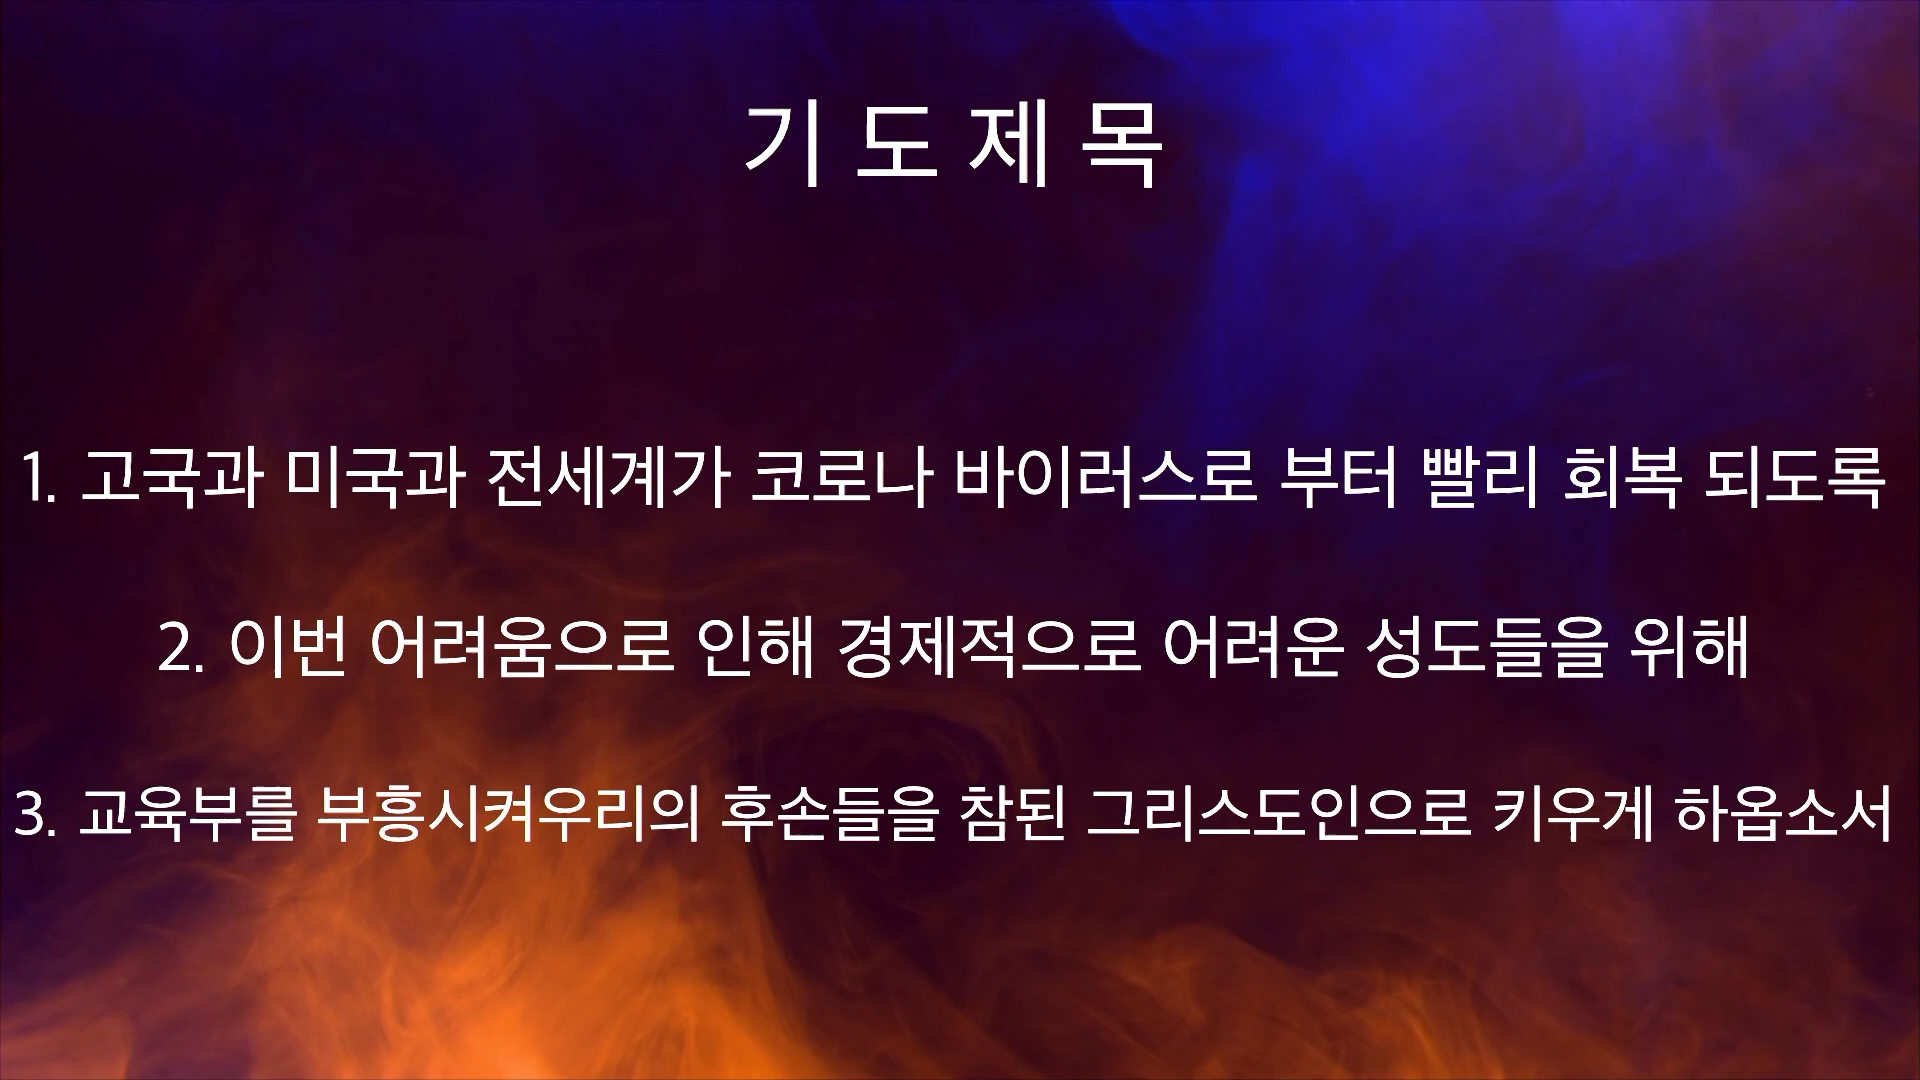 기 도 제 목
1. 고국과 미국과 전세계가 코로나 바이러스로 부터 빨리 회복 되도록
2. 이번 어려움으로 인해 경제적으로 어려운 성도들을 위해
3. 교육부를 부흥시켜우리의 후손들을 참된 그리스도인으로 키우게 하옵소서